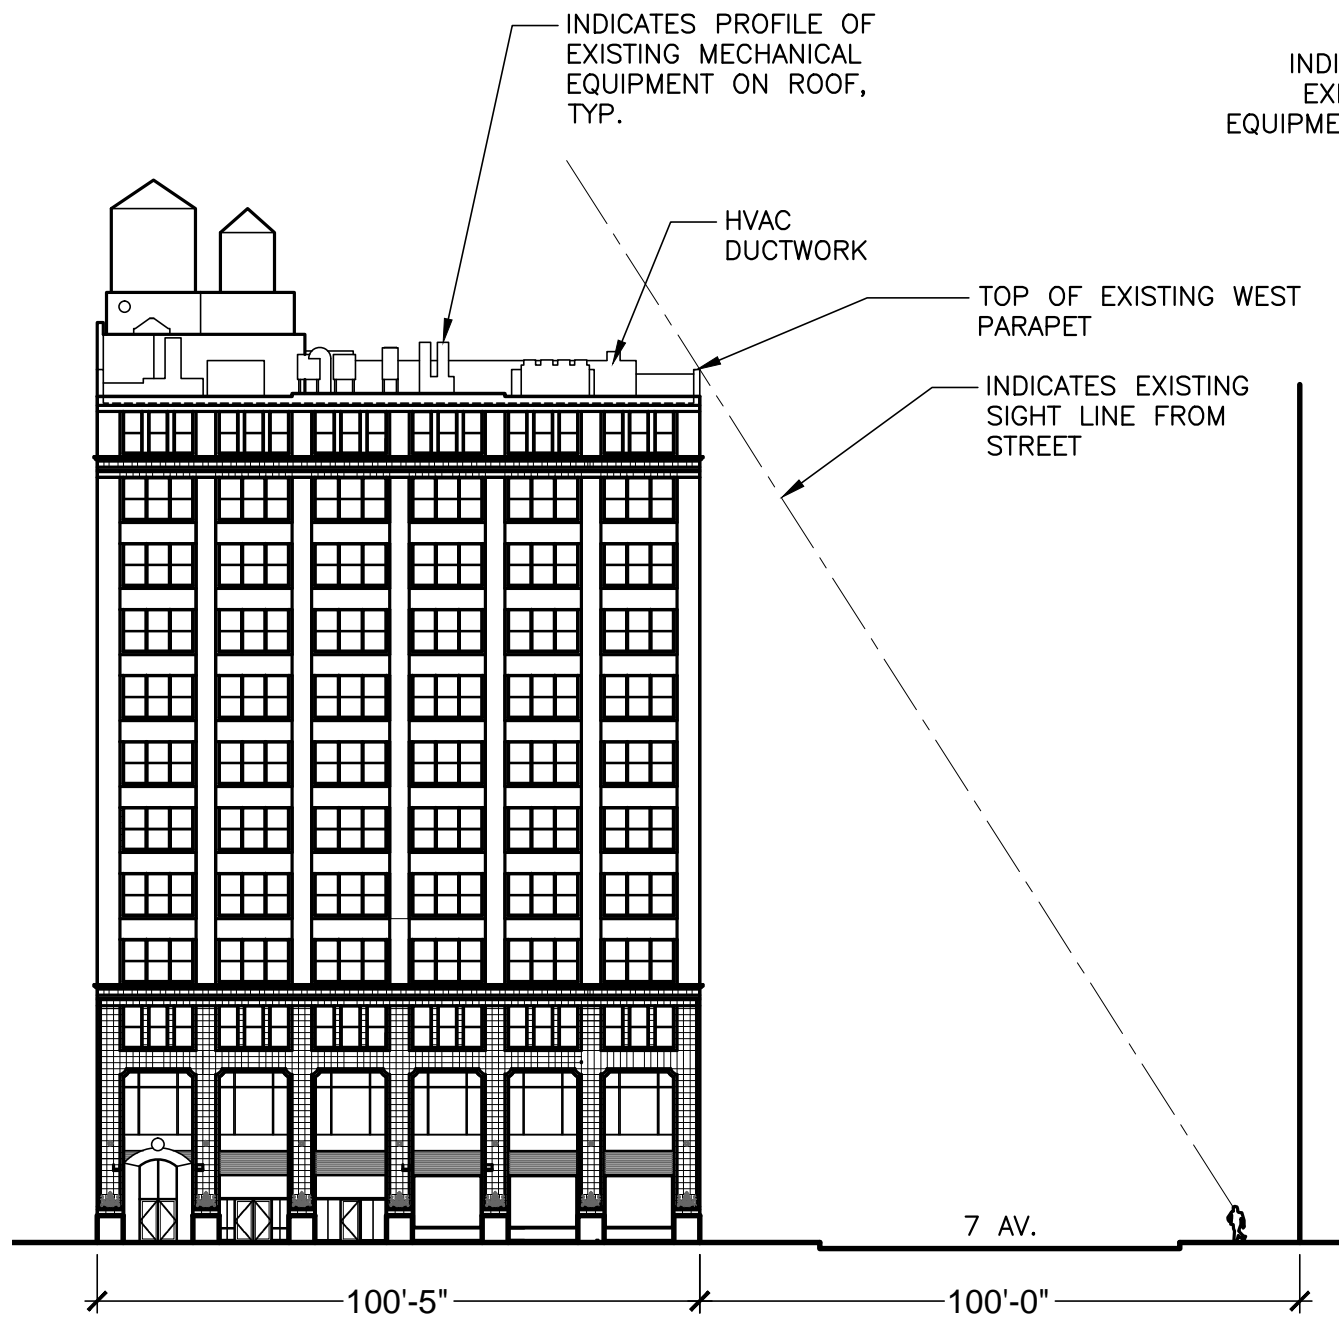 INDICATES PROFILE OF
EXISTING MECHANICAL
EQUIPMENT ON ROOF,
TYP.
HVAC
DUCTWORK
TOP OF EXISTING WEST
PARAPET
INDICATES EXISTING
SIGHT LINE FROM
STREET
7 AV.
100'-5"
100'-0"